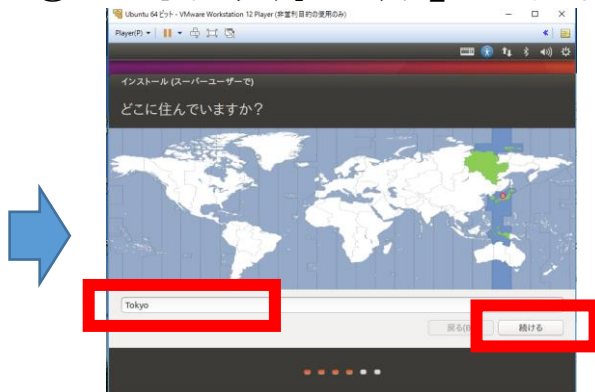 Ubuntu 64 ビット - VMware Workstation 12 Player (非営利目的の使用のみ)
Player(P)
インストール (スーパーユーザーで)
どこに住んでいますか？
Tokyo
戻る(B) 続ける